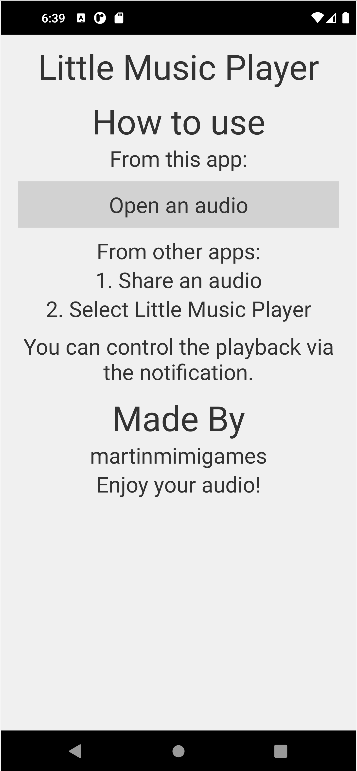 6:39
Little Music Player
How to use
From this app:
Open an audio
From other apps:
1. Share an audio
2. Select Little Music Player
You can control the playback via
the notification.
Made By
martinmimigames
Enjoy your audio!